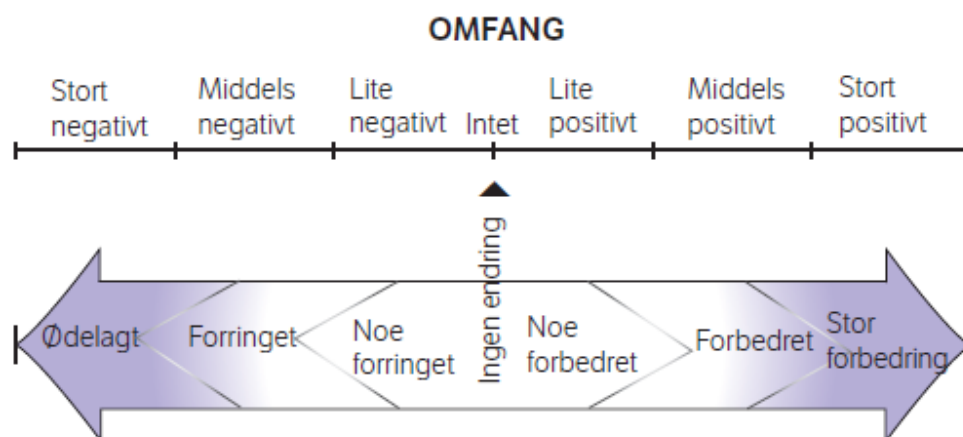 OMFANG
Stort
negativt
Middels
negativt
Lite
negativt
Intet
Lite
positivt
Middels
positivt
Stort
positivt
Ingen endring
Ødelagt
Forringet
Noe
forringet
Noe
forbedret
Forbedret
Stor
forbedring